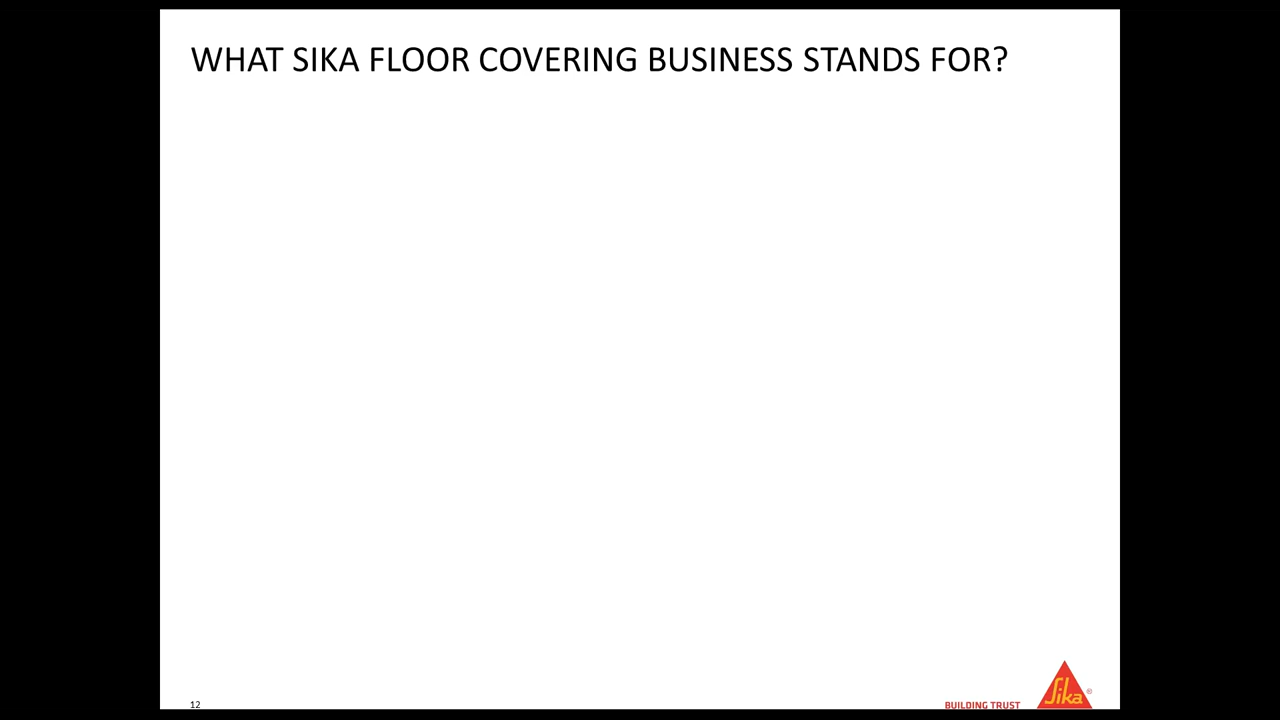 WHAT SIKA FLOOR COVERING BUSINESS STANDS FOR?
12
BUILDING TRUST
Sika®